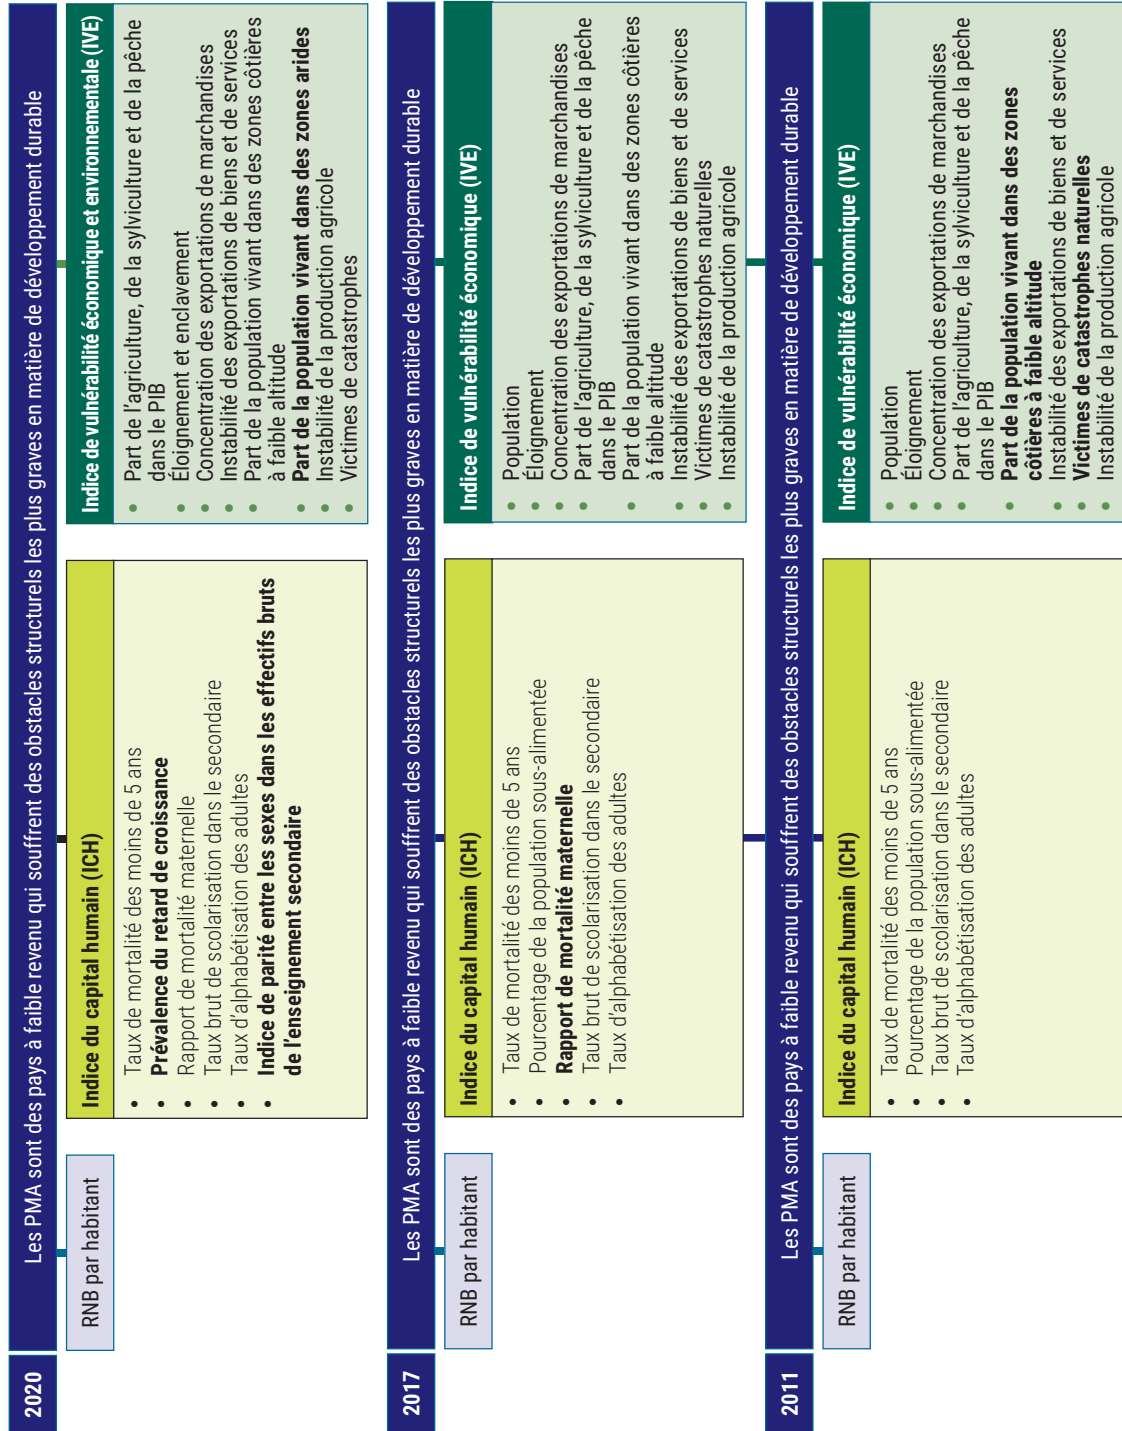 2020
Les PMA sont des pays à faible revenu qui souffrent des obstacles structurels les plus graves en matière de développement durable
RNB par habitant
Indice du capital humain (ICH)
• Taux de mortalité des moins de 5 ans
• Prévalence du retard de croissance
• Rapport de mortalité maternelle
• Taux brut de scolarisation dans le secondaire
• Taux d'alphabétisation des adultes
• Indice de parité entre les sexes dans les effectifs bruts
de l'enseignement secondaire
Indice de vulnérabilité économique et environnementale (IVE)
• Part de l'agriculture, de la sylviculture et de la pêche
dans le PIB
• Éloignement et enclavement
• Concentration des exportations de marchandises
• Instabilité des exportations de biens et de services
• Part de la population vivant dans des zones côtières
à faible altitude
• Part de la population vivant dans des zones arides
• Instabilité de la production agricole
• Victimes de catastrophes
2017
Les PMA sont des pays à faible revenu qui souffrent des obstacles structurels les plus graves en matière de développement durable
RNB par habitant
Indice du capital humain (ICH)
• Taux de mortalité des moins de 5 ans
• Pourcentage de la population sous-alimentée
• Rapport de mortalité maternelle
• Taux brut de scolarisation dans le secondaire
• Taux d'alphabétisation des adultes
Indice de vulnérabilité économique (IVE)
• Population
• Éloignement
• Concentration des exportations de marchandises
• Part de l'agriculture, de la sylviculture et de la pêche
dans le PIB
• Part de la population vivant dans des zones côtières
à faible altitude
• Instabilité des exportations de biens et de services
• Victimes de catastrophes naturelles
• Instabilité de la production agricole
2011
Les PMA sont des pays à faible revenu qui souffrent des obstacles structurels les plus graves en matière de développement durable
RNB par habitant
Indice du capital humain (ICH)
• Taux de mortalité des moins de 5 ans
• Pourcentage de la population sous-alimentée
• Taux brut de scolarisation dans le secondaire
• Taux d'alphabétisation des adultes
Indice de vulnérabilité économique (IVE)
• Population
• Éloignement
• Concentration des exportations de marchandises
• Part de l'agriculture, de la sylviculture et de la pêche
dans le PIB
• Part de la population vivant dans des zones
côtières à faible altitude
• Instabilité des exportations de biens et de services
• Victimes de catastrophes naturelles
• Instabilité de la production agricole